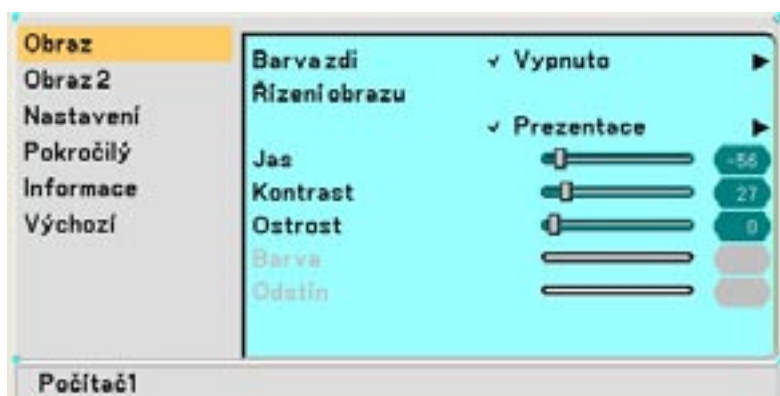 Obraz
Obraz 2
Nastavení
Pokročilý
Informace
Výchozí
Barva zdi ✓ Vypnuto ▶
Řízení obrazu
✓ Prezentace ▶
Jas -56
Kontrast 27
Ostrost 0
Barva
Odstín
Počítač1